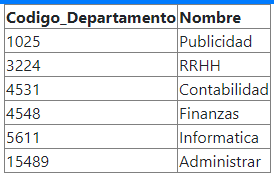 Codigo_Departamento Nombre
1025 Publicidad
3224 RRHH
4531 Contabilidad
4548 Finanzas
5611 Informatica
15489 Administrar